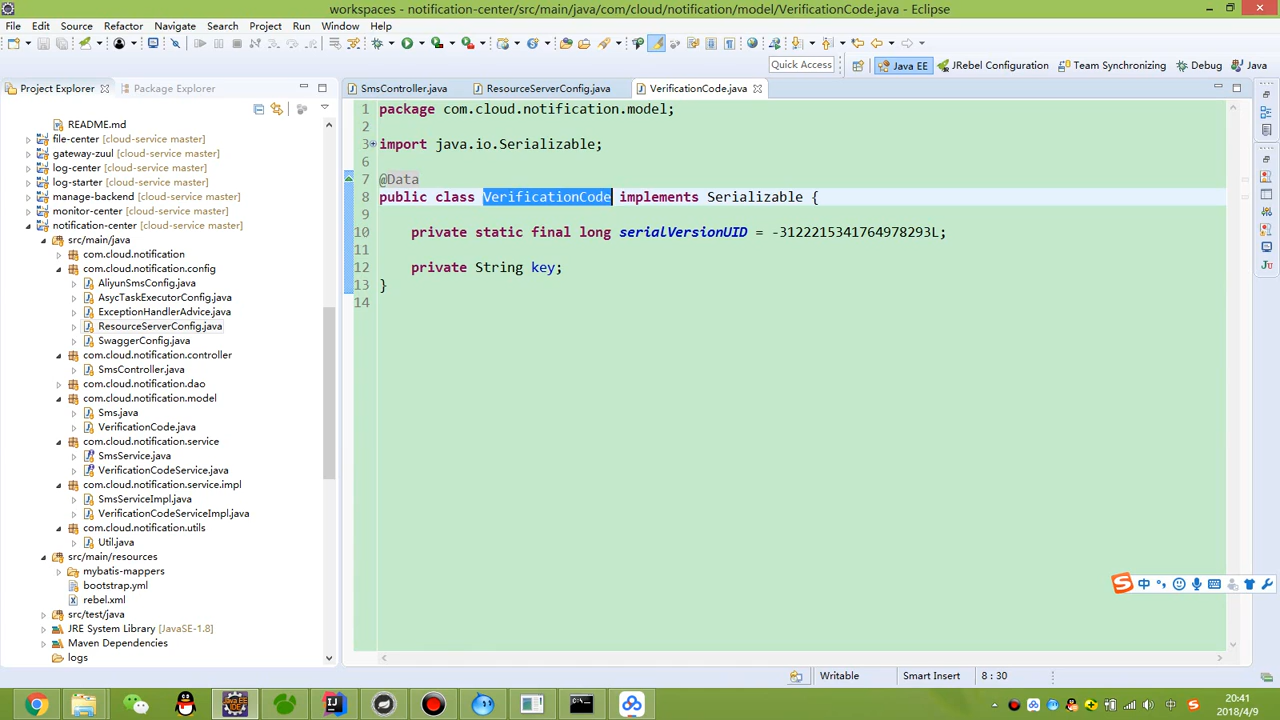 workspaces - notification-center/src/main/java/com/cloud/notification/model/VerificationCode.java - Eclipse
File Edit Source Refactor Navigate Search Project Run Window Help
Quick Access
Java EE
JRebel Configuration
Team Synchronizing
Debug
Java
Project Explorer
Package Explorer
SmsController.java
ResourceServerConfig.java
VerificationCode.java
README.md
file-center [cloud-service master]
gateway-zuul [cloud-service master]
log-center [cloud-service master]
log-starter [cloud-service master]
manage-backend [cloud-service master]
monitor-center [cloud-service master]
notification-center [cloud-service master]
src/main/java
com.cloud.notification
com.cloud.notification.config
AliyunSmsConfig.java
AsycTaskExecutorConfig.java
ExceptionHandlerAdvice.java
ResourceServerConfig.java
SwaggerConfig.java
com.cloud.notification.controller
SmsController.java
com.cloud.notification.dao
com.cloud.notification.model
Sms.java
VerificationCode.java
com.cloud.notification.service
SmsService.java
VerificationCodeService.java
com.cloud.notification.service.impl
SmsServiceImpl.java
VerificationCodeServiceImpl.java
com.cloud.notification.utils
Util.java
src/main/resources
mybatis-mappers
bootstrap.yml
rebel.xml
src/test/java
JRE System Library [JavaSE-1.8]
Maven Dependencies
logs
1 package com.cloud.notification.model;
2
3 import java.io.Serializable;
6
7 @Data
8 public class VerificationCode implements Serializable {
9
10 private static final long serialVersionUID = -3122215341764978293L;
11
12 private String key;
13 }
14
中
Writable
Smart Insert
8 : 30
中
20:41
2018/4/9